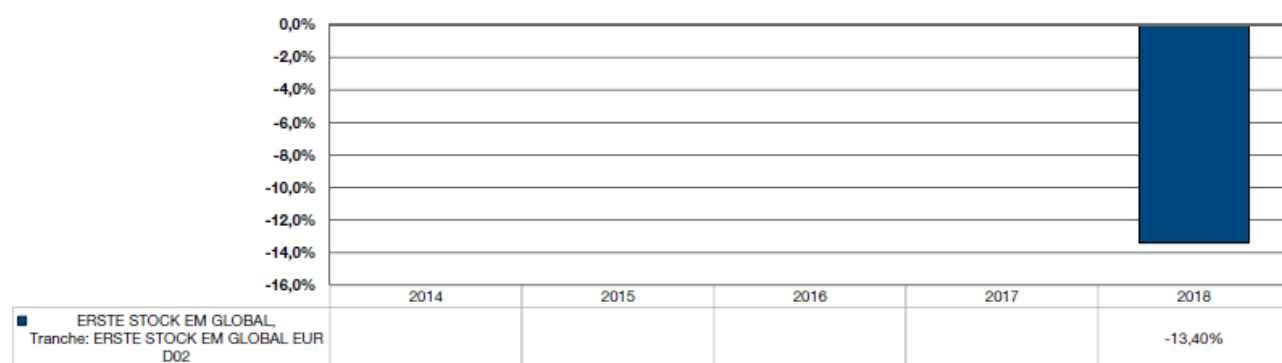 0,0%
-2,0%
-4,0%
-6,0%
-8,0%
-10,0%
-12,0%
-14,0%
-16,0%
2014 2015 2016 2017 2018
ERSTE STOCK EM GLOBAL,
Tranche: ERSTE STOCK EM GLOBAL EUR
D02
-13,40%